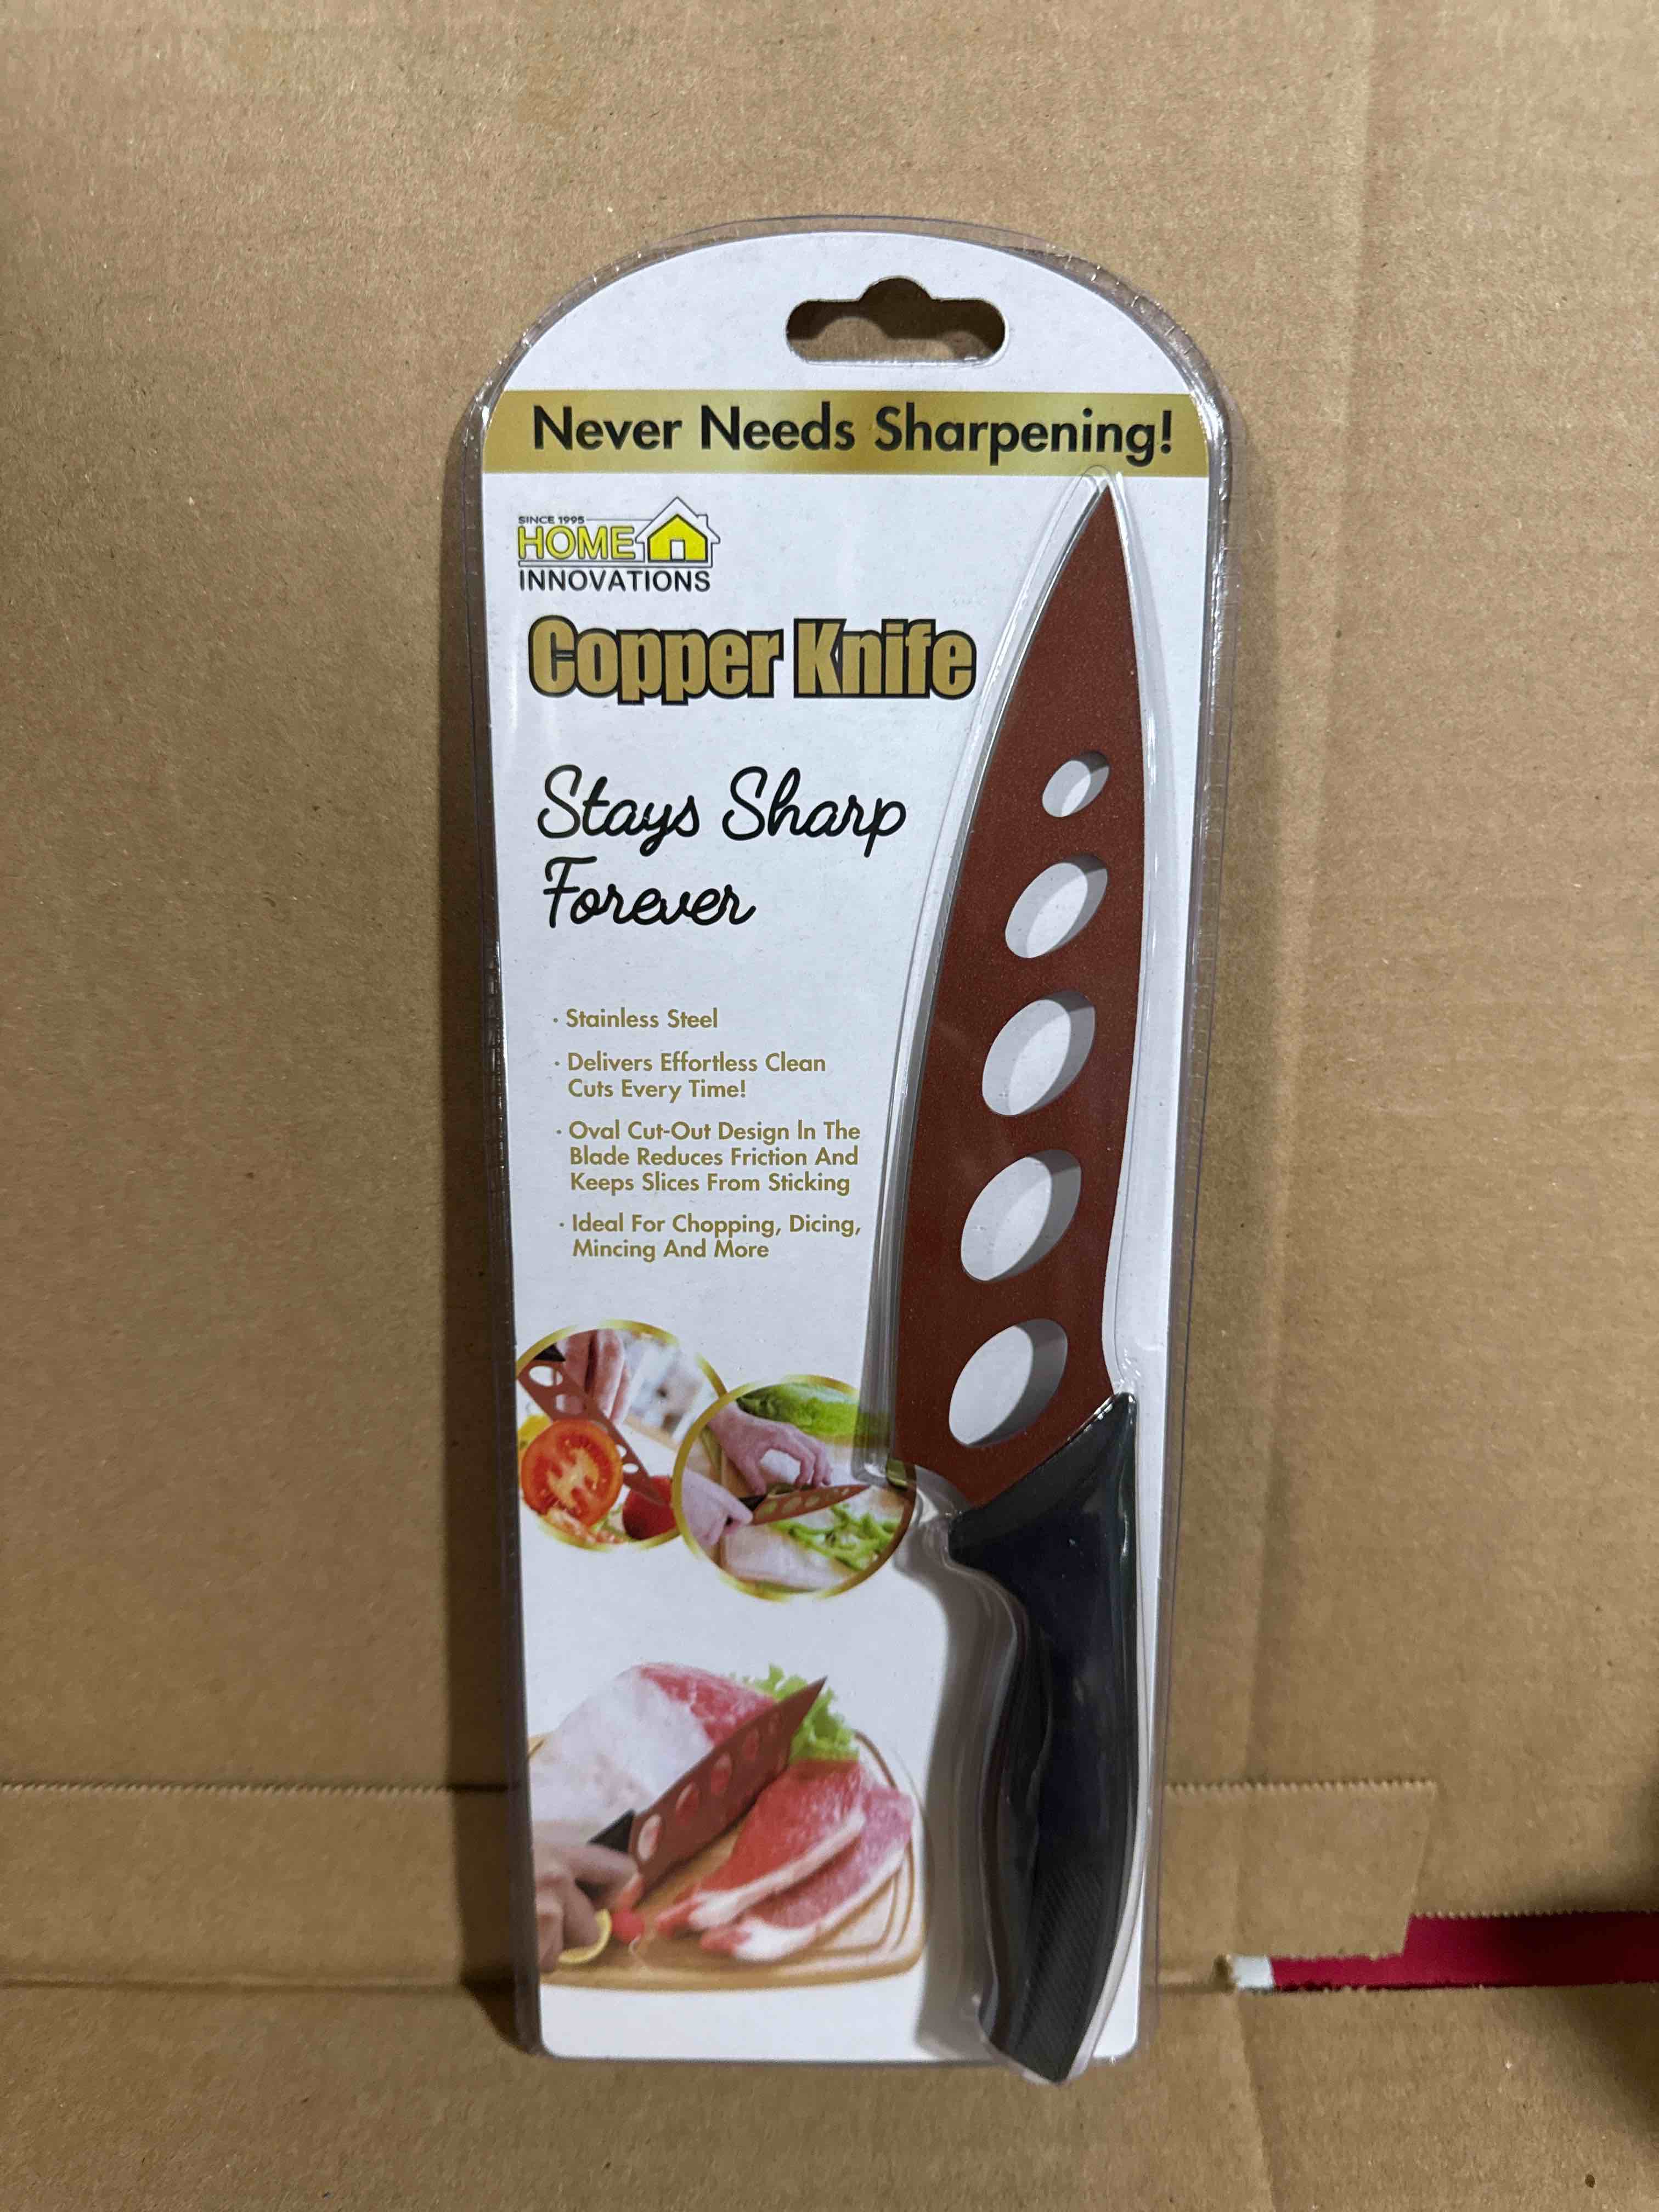 Never Needs Sharpening!
SINCE 1995
HOME
INNOVATIONS
Copper Knife
Stays Sharp
Forever
· Stainless Steel
· Delivers Effortless Clean
Cuts Every Time!
· Oval Cut-Out Design In The
Blade Reduces Friction And
Keeps Slices From Sticking
· Ideal For Chopping, Dicing,
Mincing And More